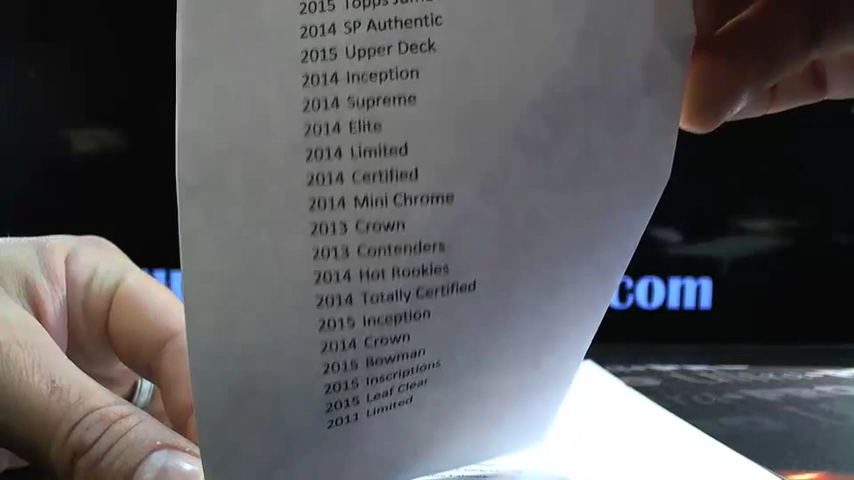 2015 Topps
2014 SP Authentic
2015 Upper Deck
2014 Inception
2014 Supreme
2014 Elite
2014 Limited
2014 Certified
2014 Mini Chrome
2013 Crown
2013 Contenders
2014 Hot Rookies
2014 Totally Certified
2015 Inception
2014 Crown
2015 Bowman
2015 Inscriptions
2015 Leaf Clear
2011 Limited
.com